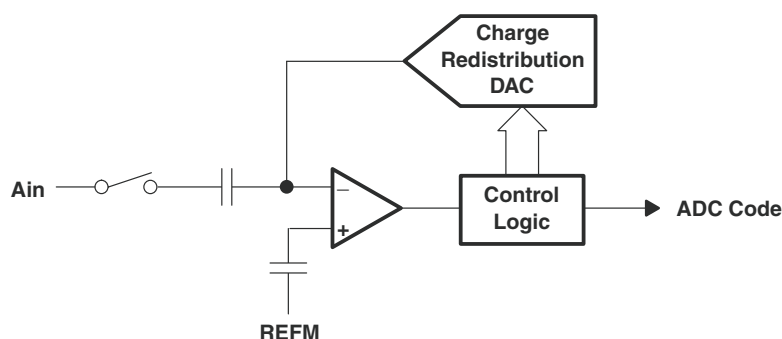 Charge
Redistribution
DAC
Ain
−
+
Control
Logic
ADC Code
REFM